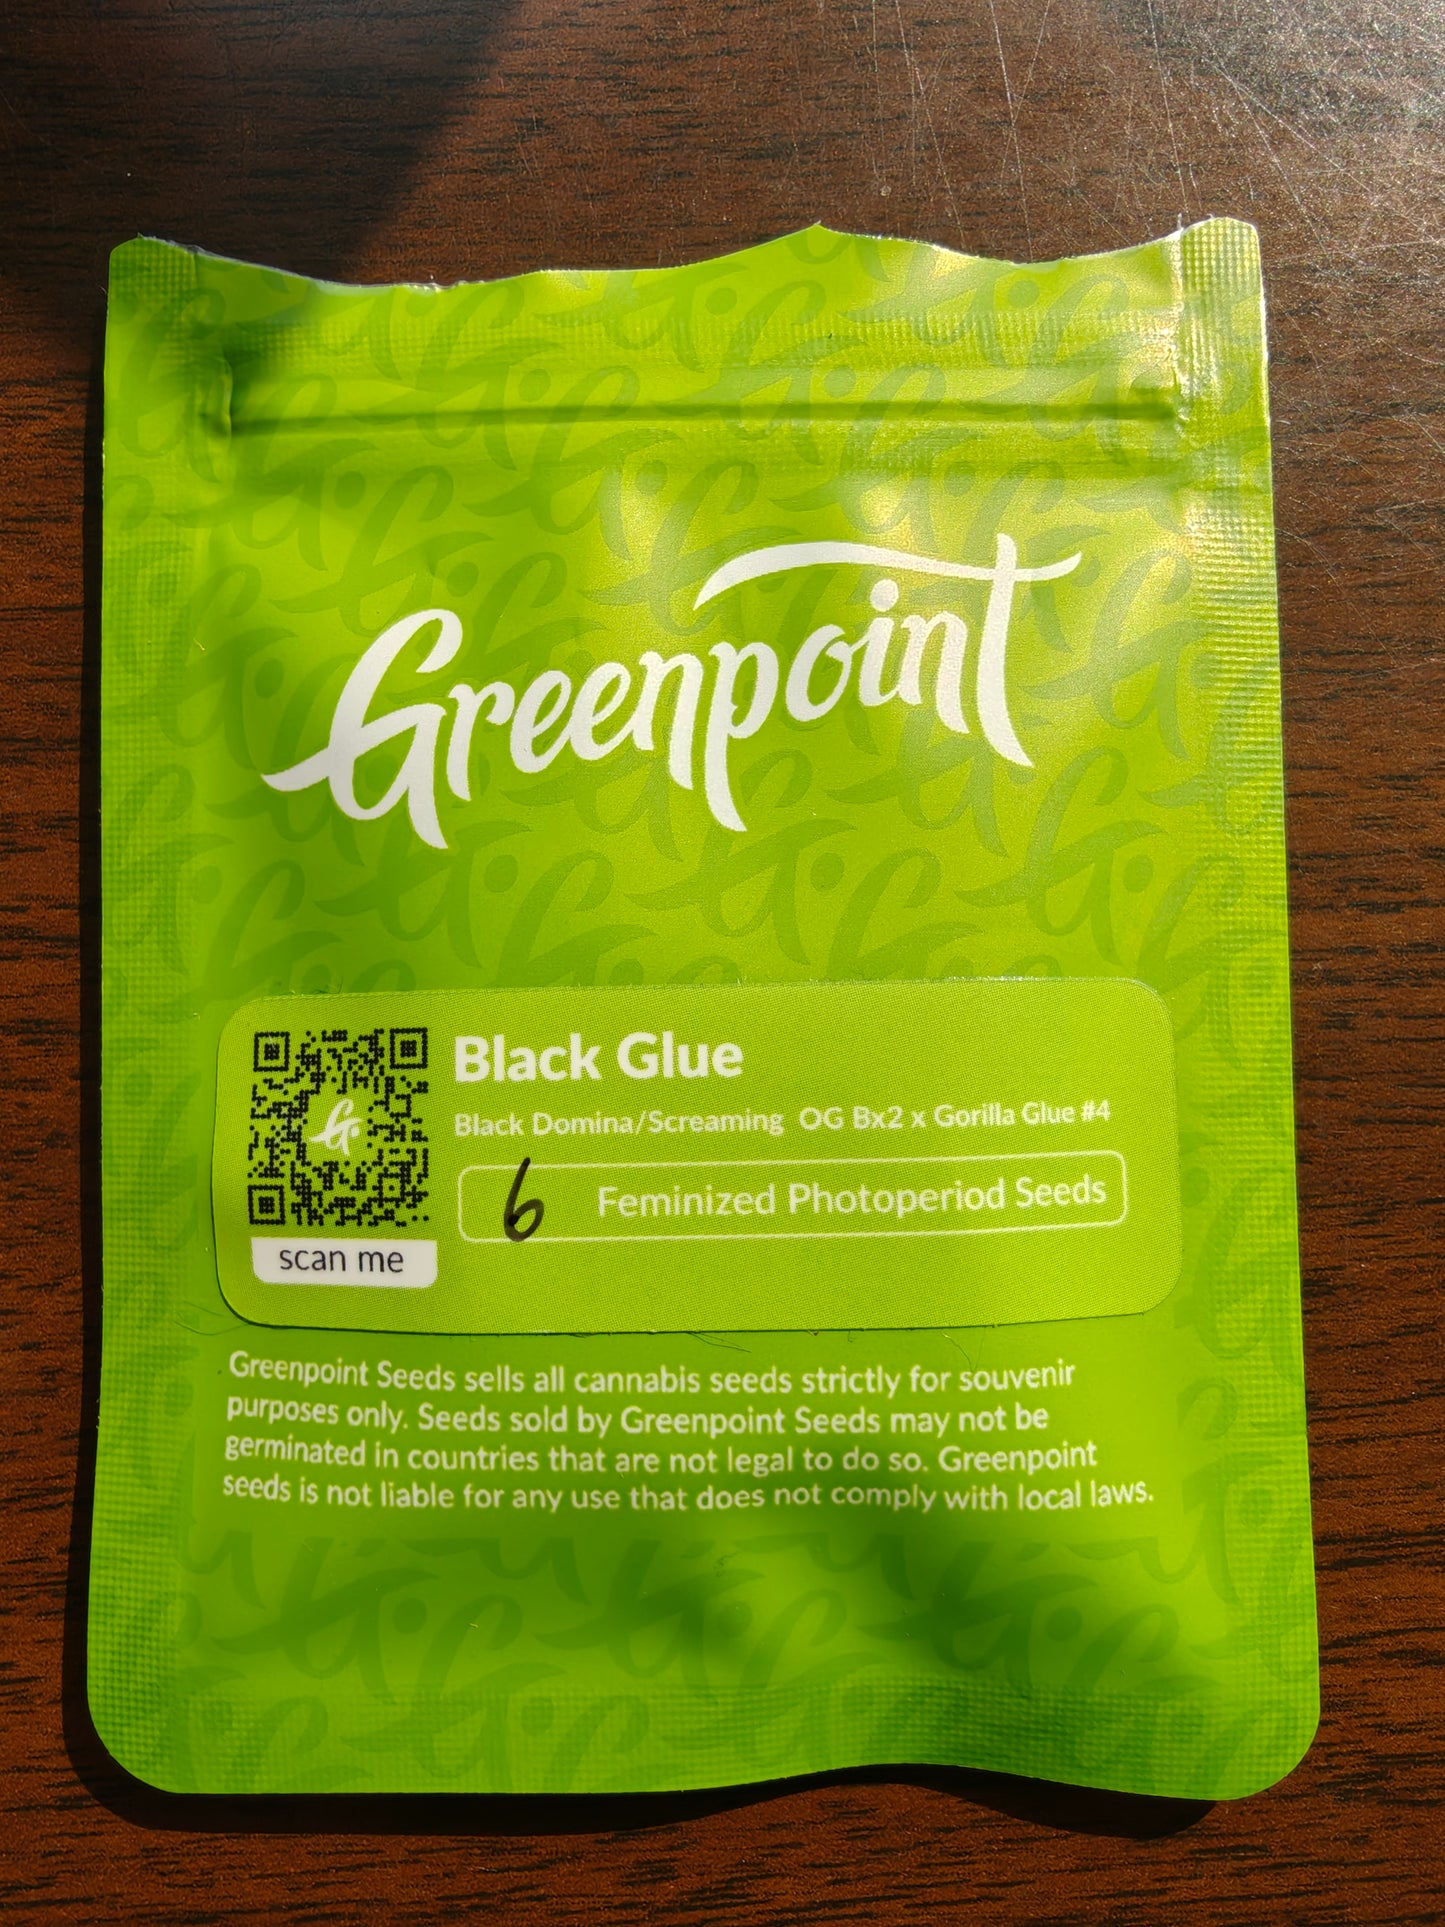 Greenpoint
Black Glue
Black Domina/Screaming OG Bx2 x Gorilla Glue #4
6 Feminized Photoperiod Seeds
scan me
Greenpoint Seeds sells all cannabis seeds strictly for souvenir
purposes only. Seeds sold by Greenpoint Seeds may not be
germinated in countries that are not legal to do so. Greenpoint
seeds is not liable for any use that does not comply with local laws.